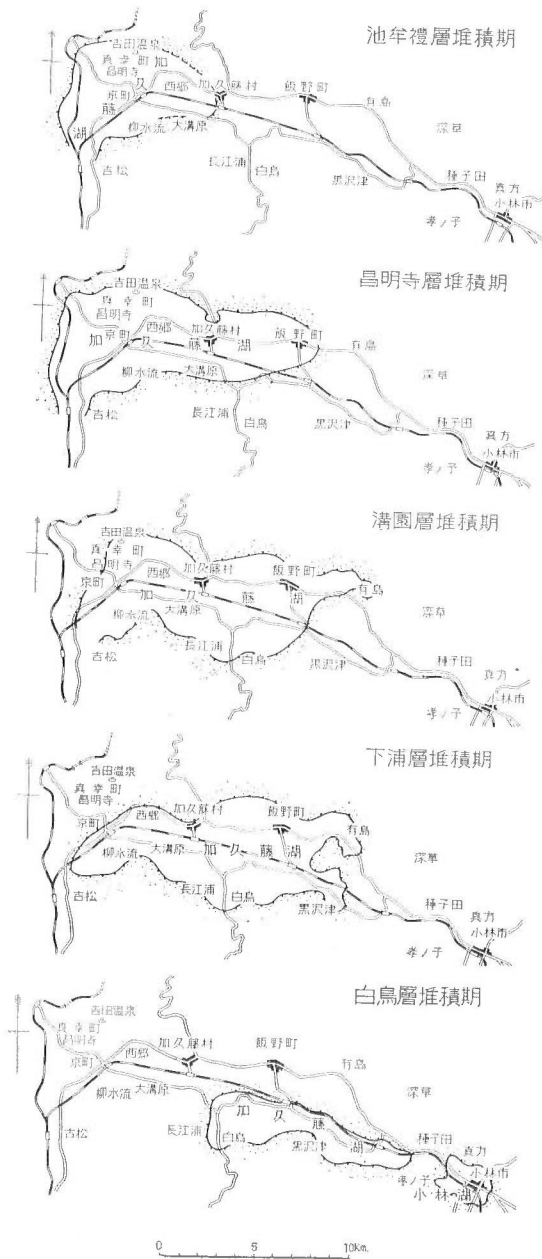 池牟禮層堆積期
吉田温泉
真幸町 加
昌明寺
京町 久 西郷 加久藤村 飯野町
藤 有島
湖 柳水流 大溝原 深草
吉松 長江浦 白鳥 黒沢津 種子田
真方
小林市
孝ノ子
昌明寺層堆積期
吉田温泉
真幸町
昌明寺
西郷 加久藤村 飯野町
加 京町 久 藤 湖 有島
柳水流 大溝原 深草
吉松 長江浦 白鳥 黒沢津 種子田
真方
小林市
孝ノ子
溝園層堆積期
吉田温泉
真幸町
昌明寺 西郷 加久藤村 飯野町
京町 加 久 藤 湖 有島
柳水流 大溝原 深草
吉松 長江浦 白鳥 黒沢津 種子田
真方
小林市
孝ノ子
下浦層堆積期
吉田温泉
真幸町
昌明寺 西郷 加久藤村 飯野町
京町 有島
柳水流 大溝原 加 久 藤 湖 深草
吉松 長江浦 白鳥 黒沢津 種子田
真方
小林市
孝ノ子
白鳥層堆積期
吉田温泉
真幸町
昌明寺 加久藤村 飯野町
京町 西郷 有島
柳水流 大溝原 深草
吉松 長江浦 加 久 藤 湖
白鳥 黒沢津 種子田
真方
小林市
孝ノ子
小林湖
0 5 10Km.